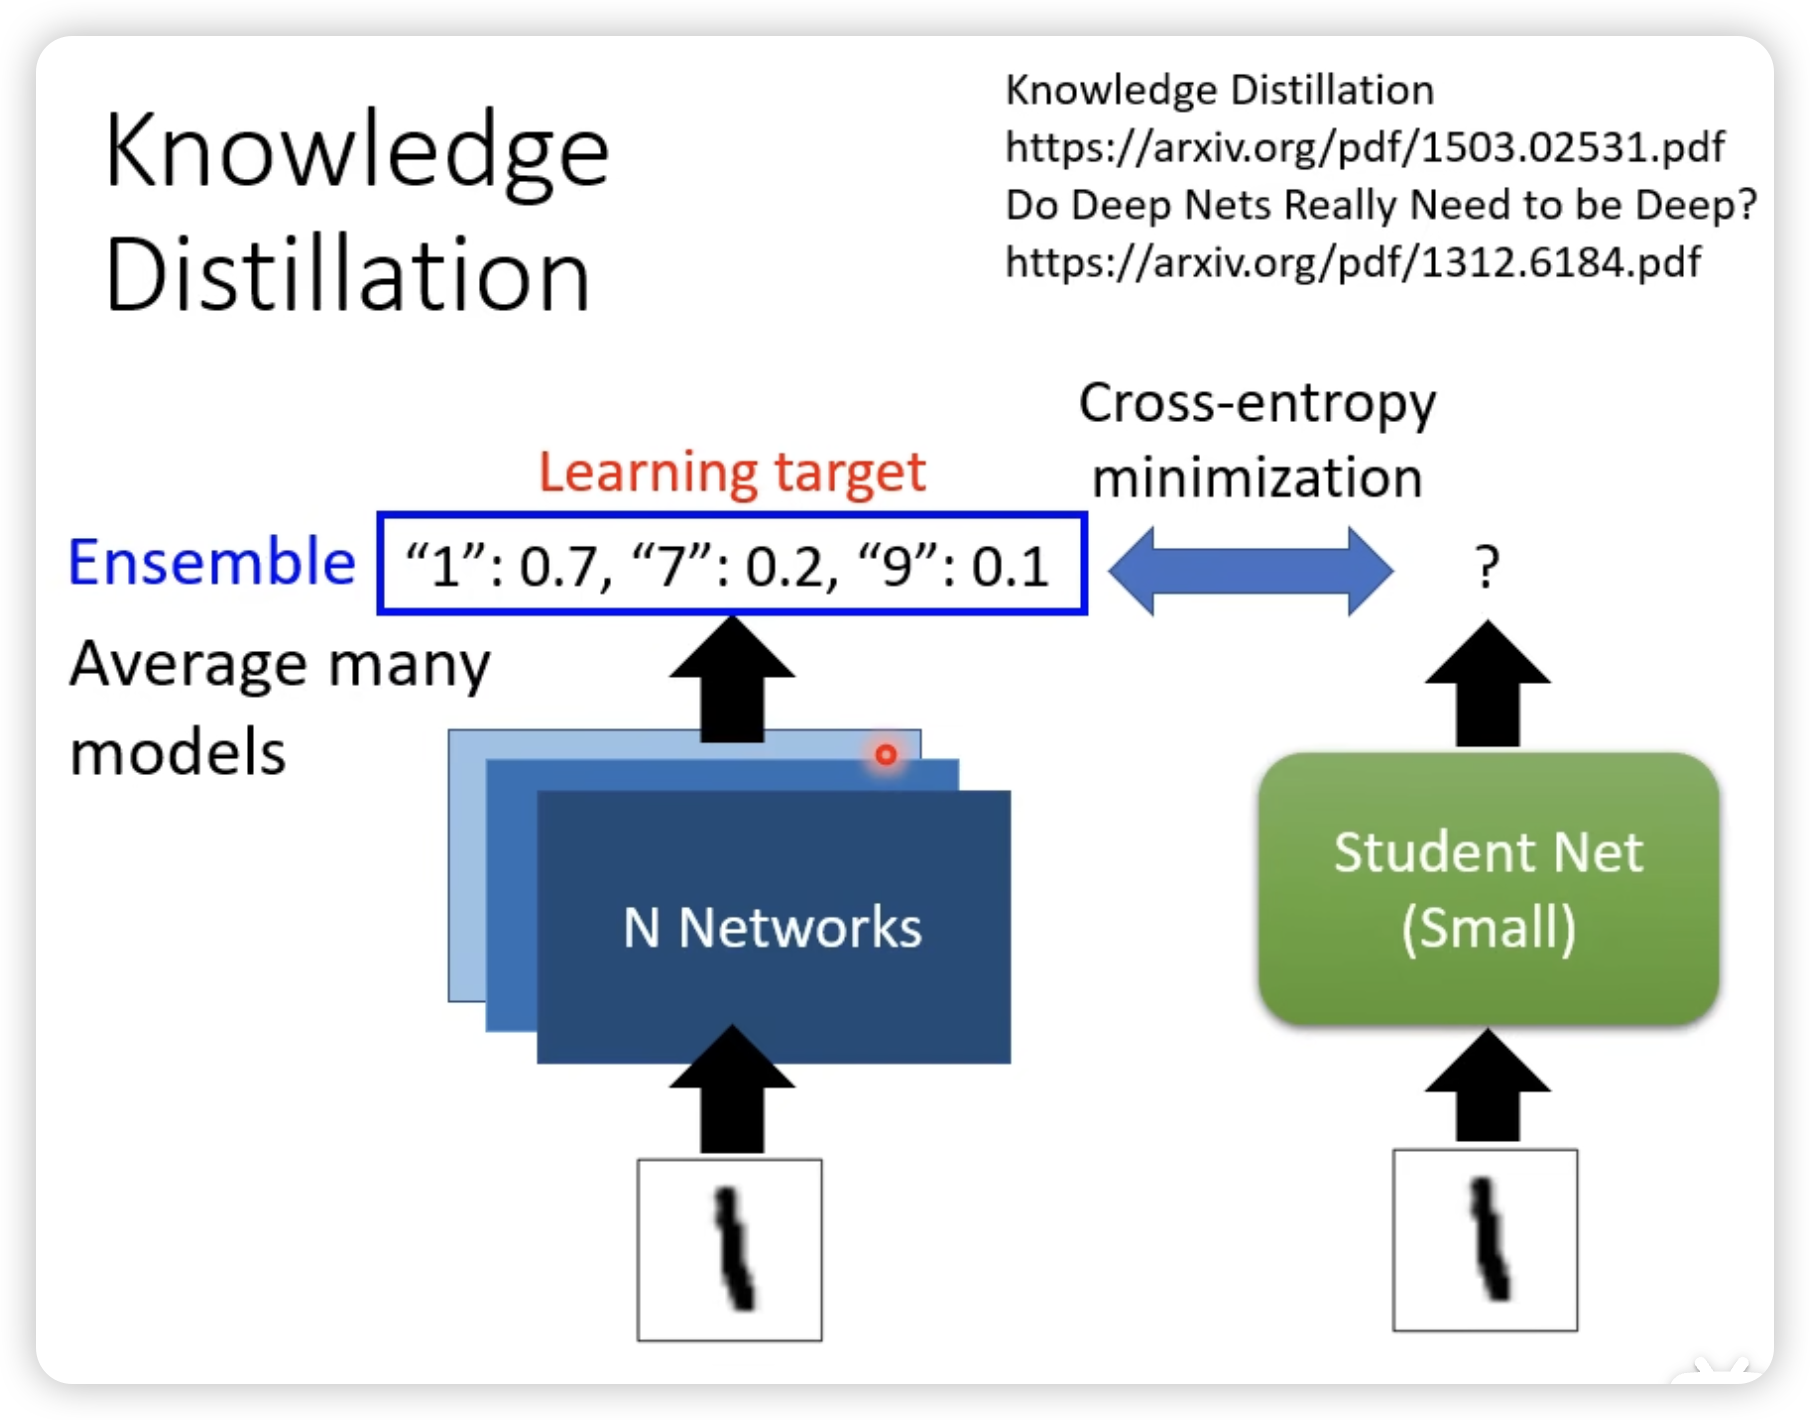 Knowledge
Distillation
Knowledge Distillation
https://arxiv.org/pdf/1503.02531.pdf
Do Deep Nets Really Need to be Deep?
https://arxiv.org/pdf/1312.6184.pdf
Cross-entropy
minimization
Learning target
Ensemble
“1”: 0.7, “7”: 0.2, “9”: 0.1
?
Average many
models
N Networks
Student Net
(Small)